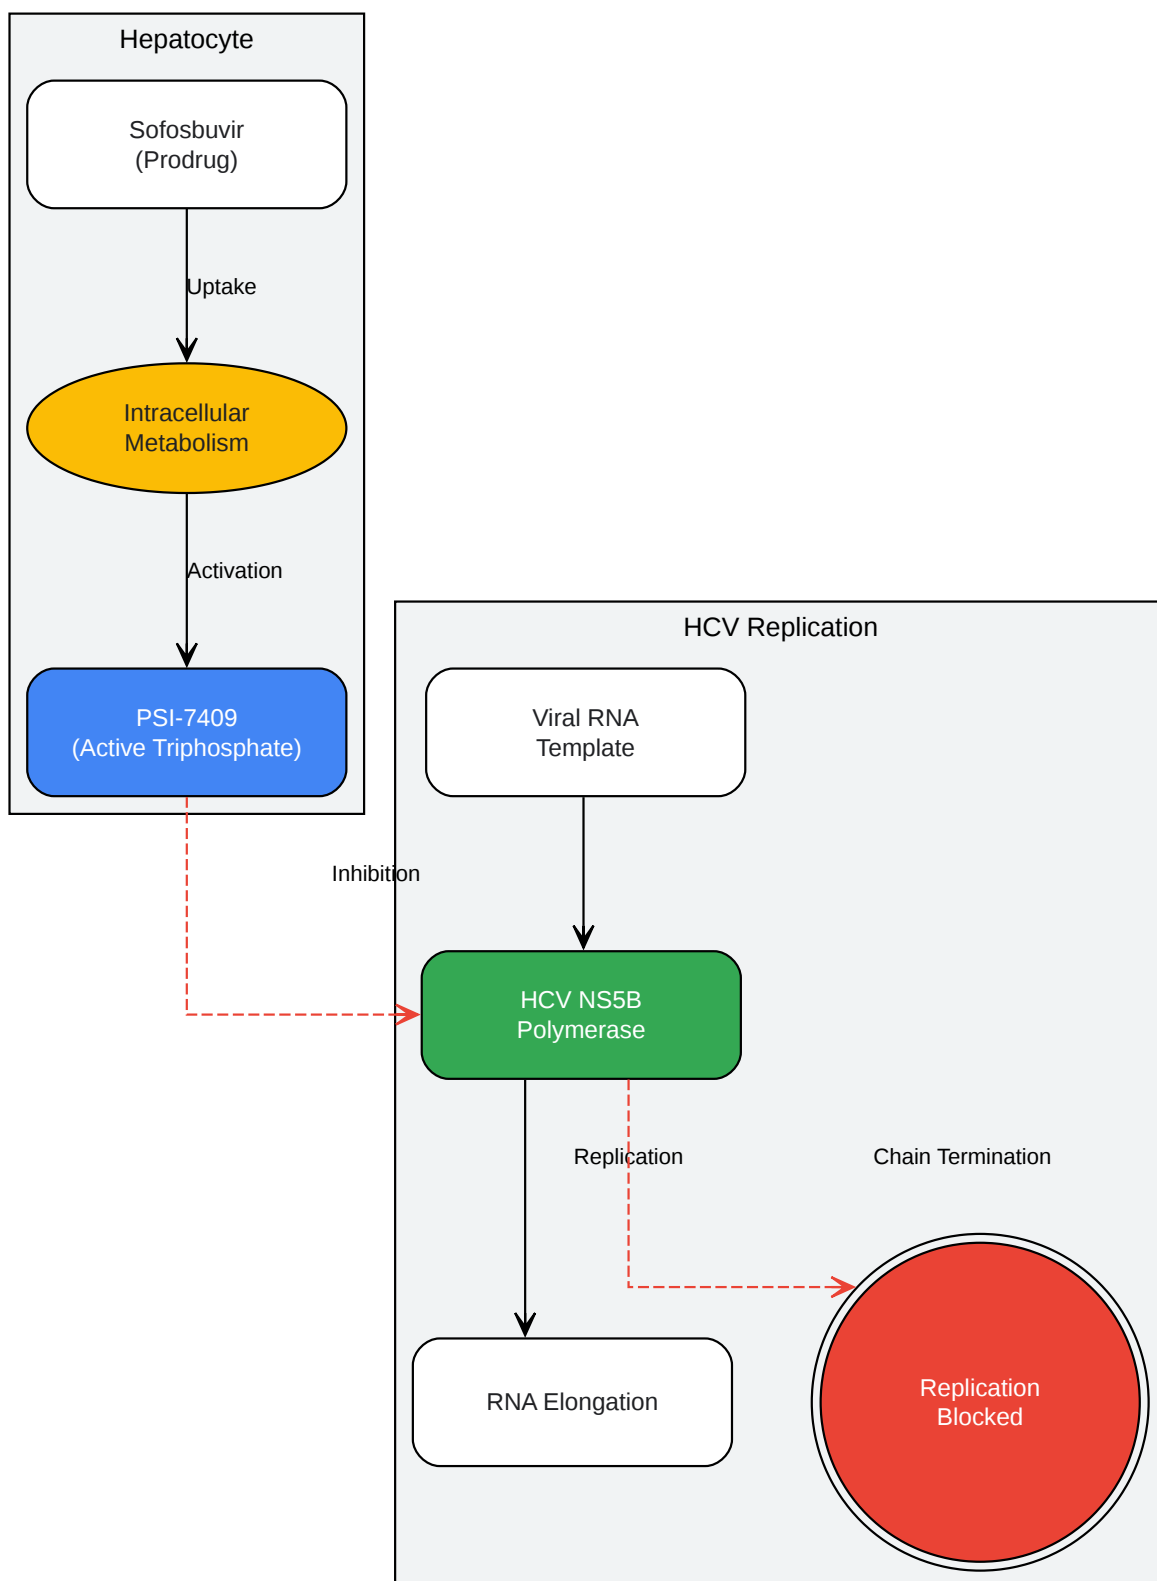 Hepatocyte
Sofosbuvir
(Prodrug)
Uptake
Intracellular
Metabolism
Activation
PSI-7409
(Active Triphosphate)
Inhibition
HCV Replication
Viral RNA
Template
HCV NS5B
Polymerase
Replication
Chain Termination
RNA Elongation
Replication
Blocked